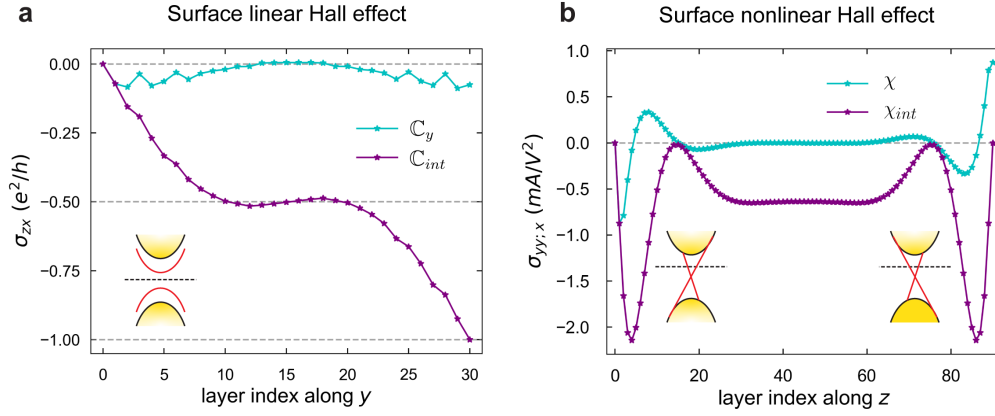 a
Surface linear Hall effect
0.00
−0.25
−0.50
−0.75
−1.00
σzx (e²/h)
ℂy
ℂint
0 5 10 15 20 25 30
layer index along y
b
Surface nonlinear Hall effect
1.0
0.5
0.0
−0.5
−1.0
−1.5
−2.0
σyy; x (mA/V²)
χ
χint
0 20 40 60 80
layer index along z